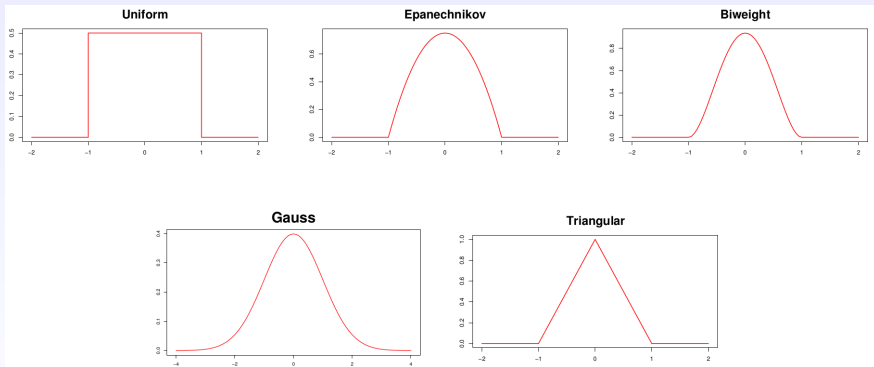 Uniform
0.0 0.1 0.2 0.3 0.4 0.5
−2 −1 0 1 2
Epanechnikov
0.0 0.2 0.4 0.6
−2 −1 0 1 2
Biweight
0.0 0.2 0.4 0.6 0.8
−2 −1 0 1 2
Gauss
0.0 0.1 0.2 0.3 0.4
−4 −2 0 2 4
Triangular
0.0 0.2 0.4 0.6 0.8 1.0
−2 −1 0 1 2